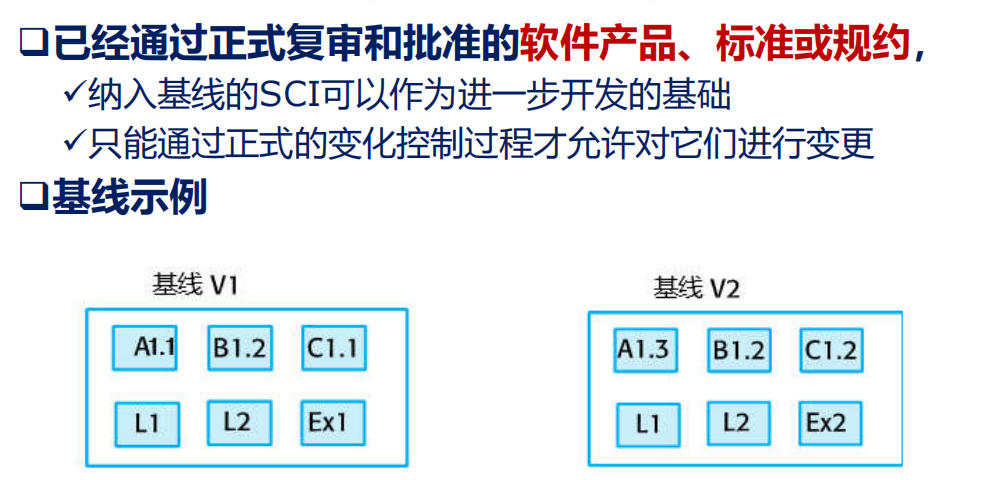 ❑已经通过正式复审和批准的软件产品、标准或规约，
✓纳入基线的SCI可以作为进一步开发的基础
✓只能通过正式的变化控制过程才允许对它们进行变更
❑基线示例
基线 V1
A1.1 B1.2 C1.1
L1 L2 Ex1
基线 V2
A1.3 B1.2 C1.2
L1 L2 Ex2